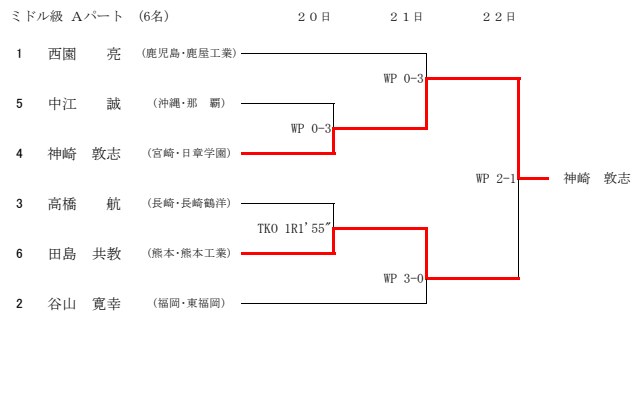 ミドル級 Aパート (6名) 20日 21日 22日
1 西園 亮 (鹿児島・鹿屋工業)
WP 0-3
5 中江 誠 (沖縄・那 覇)
WP 0-3
4 神崎 敦志 (宮崎・日章学園)
WP 2-1 神崎 敦志
3 高橋 航 (長崎・長崎鶴洋)
TKO 1R1'55"
6 田島 共教 (熊本・熊本工業)
WP 3-0
2 谷山 寛幸 (福岡・東福岡)